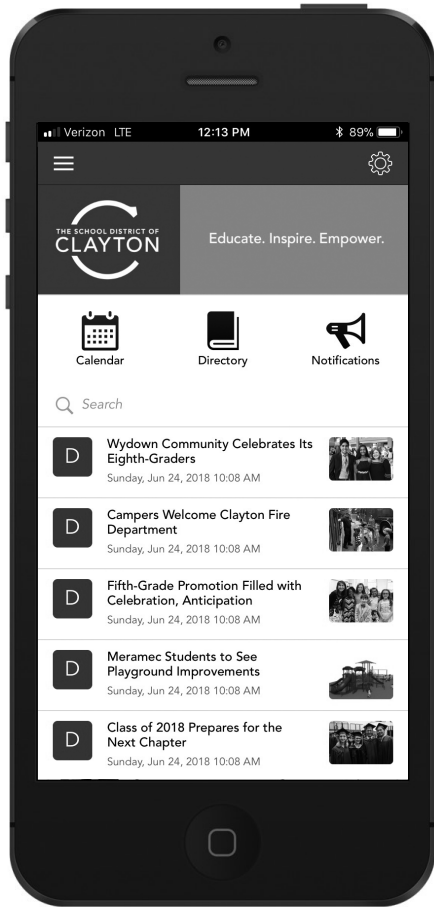 Verizon LTE 12:13 PM 89%
THE SCHOOL DISTRICT OF
CLAYTON
Educate. Inspire. Empower.
Calendar Directory Notifications
Search
D
Wydown Community Celebrates Its
Eighth-Graders
Sunday, Jun 24, 2018 10:08 AM
D
Campers Welcome Clayton Fire
Department
Sunday, Jun 24, 2018 10:08 AM
D
Fifth-Grade Promotion Filled with
Celebration, Anticipation
Sunday, Jun 24, 2018 10:08 AM
D
Meramec Students to See
Playground Improvements
Sunday, Jun 24, 2018 10:08 AM
D
Class of 2018 Prepares for the
Next Chapter
Sunday, Jun 24, 2018 10:08 AM